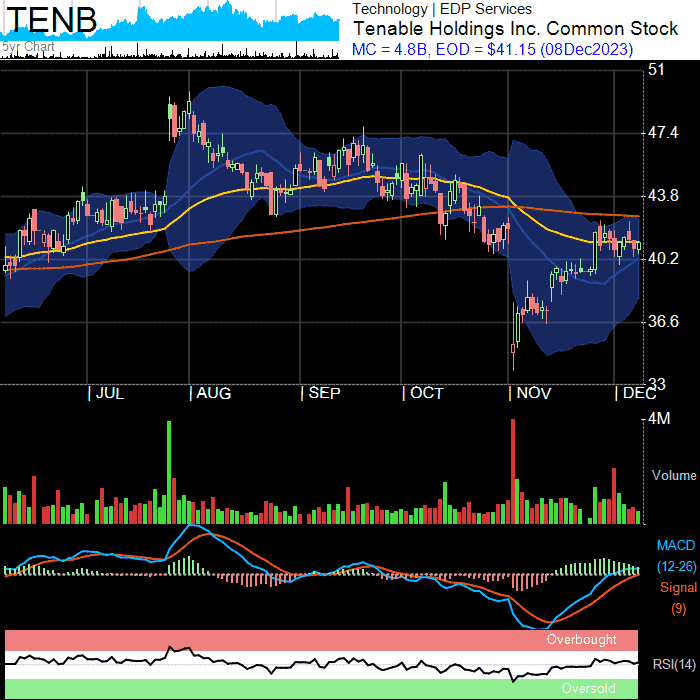 TENB
5yr Chart
Technology | EDP Services
Tenable Holdings Inc. Common Stock
MC = 4.8B, EOD = $41.15 (08Dec2023)
51
47.4
43.8
40.2
36.6
33
JUL AUG SEP OCT NOV DEC
4M
Volume
MACD
(12-26)
Signal
(9)
Overbought
RSI(14)
Oversold